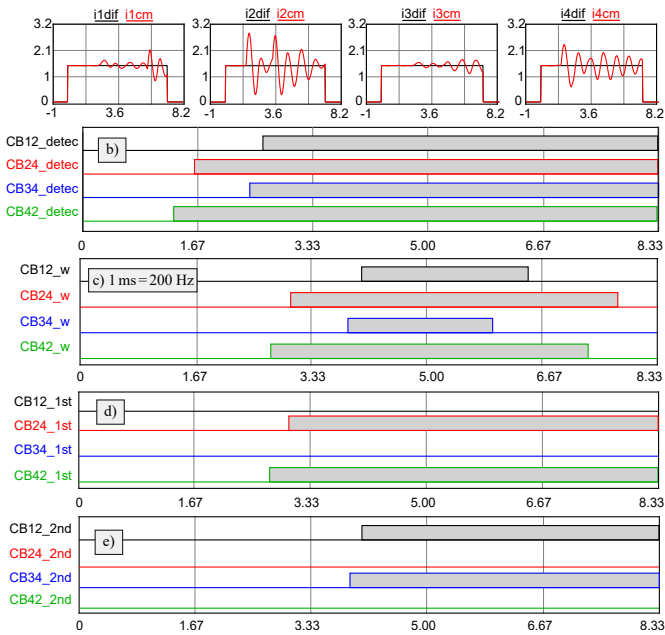 i1dif i1cm i2dif i2cm i3dif i3cm i4dif i4cm
3.2 3.2 3.2 3.2
2.1 2.1 2.1 2.1
1 1 1 1
0 0 0 0
-1 3.6 8.2 -1 3.6 8.2 -1 3.6 8.2 -1 3.6 8.2
b)
CB12_detec
CB24_detec
CB34_detec
CB42_detec
0 1.67 3.33 5.00 6.67 8.33
c) 1 ms = 200 Hz
CB12_w
CB24_w
CB34_w
CB42_w
0 1.67 3.33 5.00 6.67 8.33
CB12_1st
d)
CB24_1st
CB34_1st
CB42_1st
0 1.67 3.33 5.00 6.67 8.33
CB12_2nd
e)
CB24_2nd
CB34_2nd
CB42_2nd
0 1.67 3.33 5.00 6.67 8.33